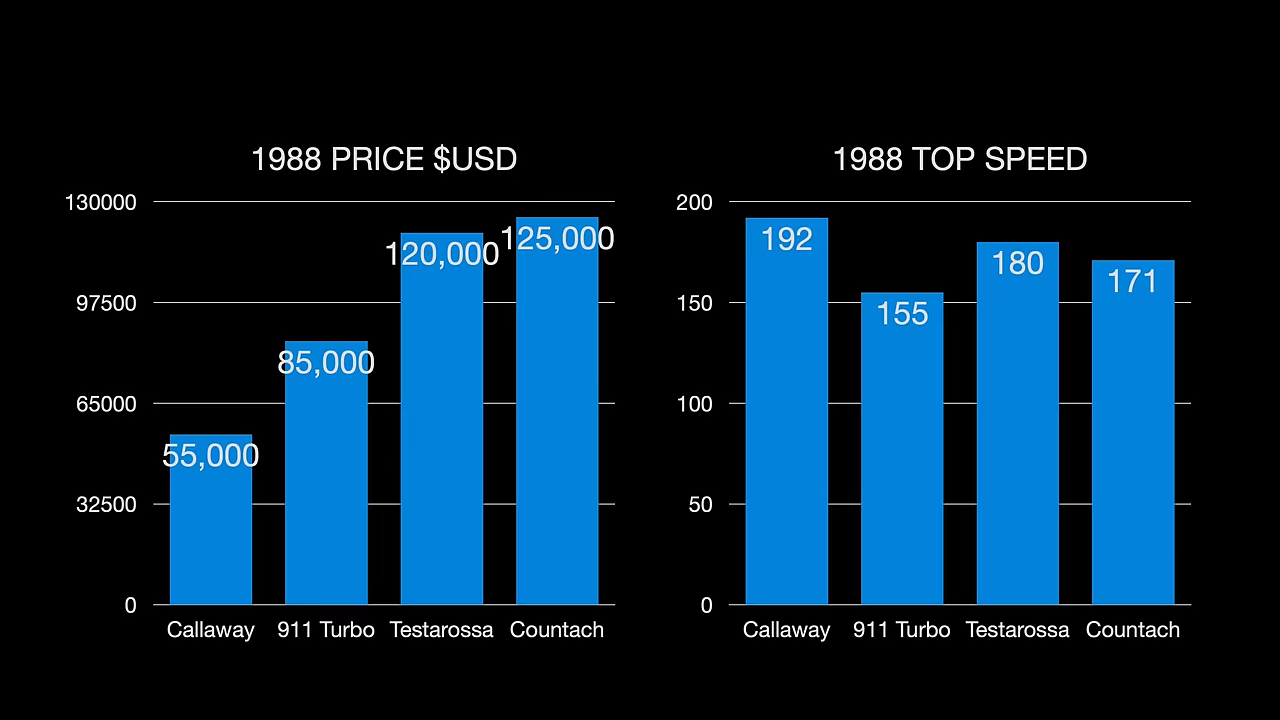 1988 PRICE $USD
130000
97500
65000
32500
0
55,000
85,000
120,000
125,000
Callaway
911 Turbo
Testarossa
Countach
1988 TOP SPEED
200
150
100
50
0
192
155
180
171
Callaway
911 Turbo
Testarossa
Countach